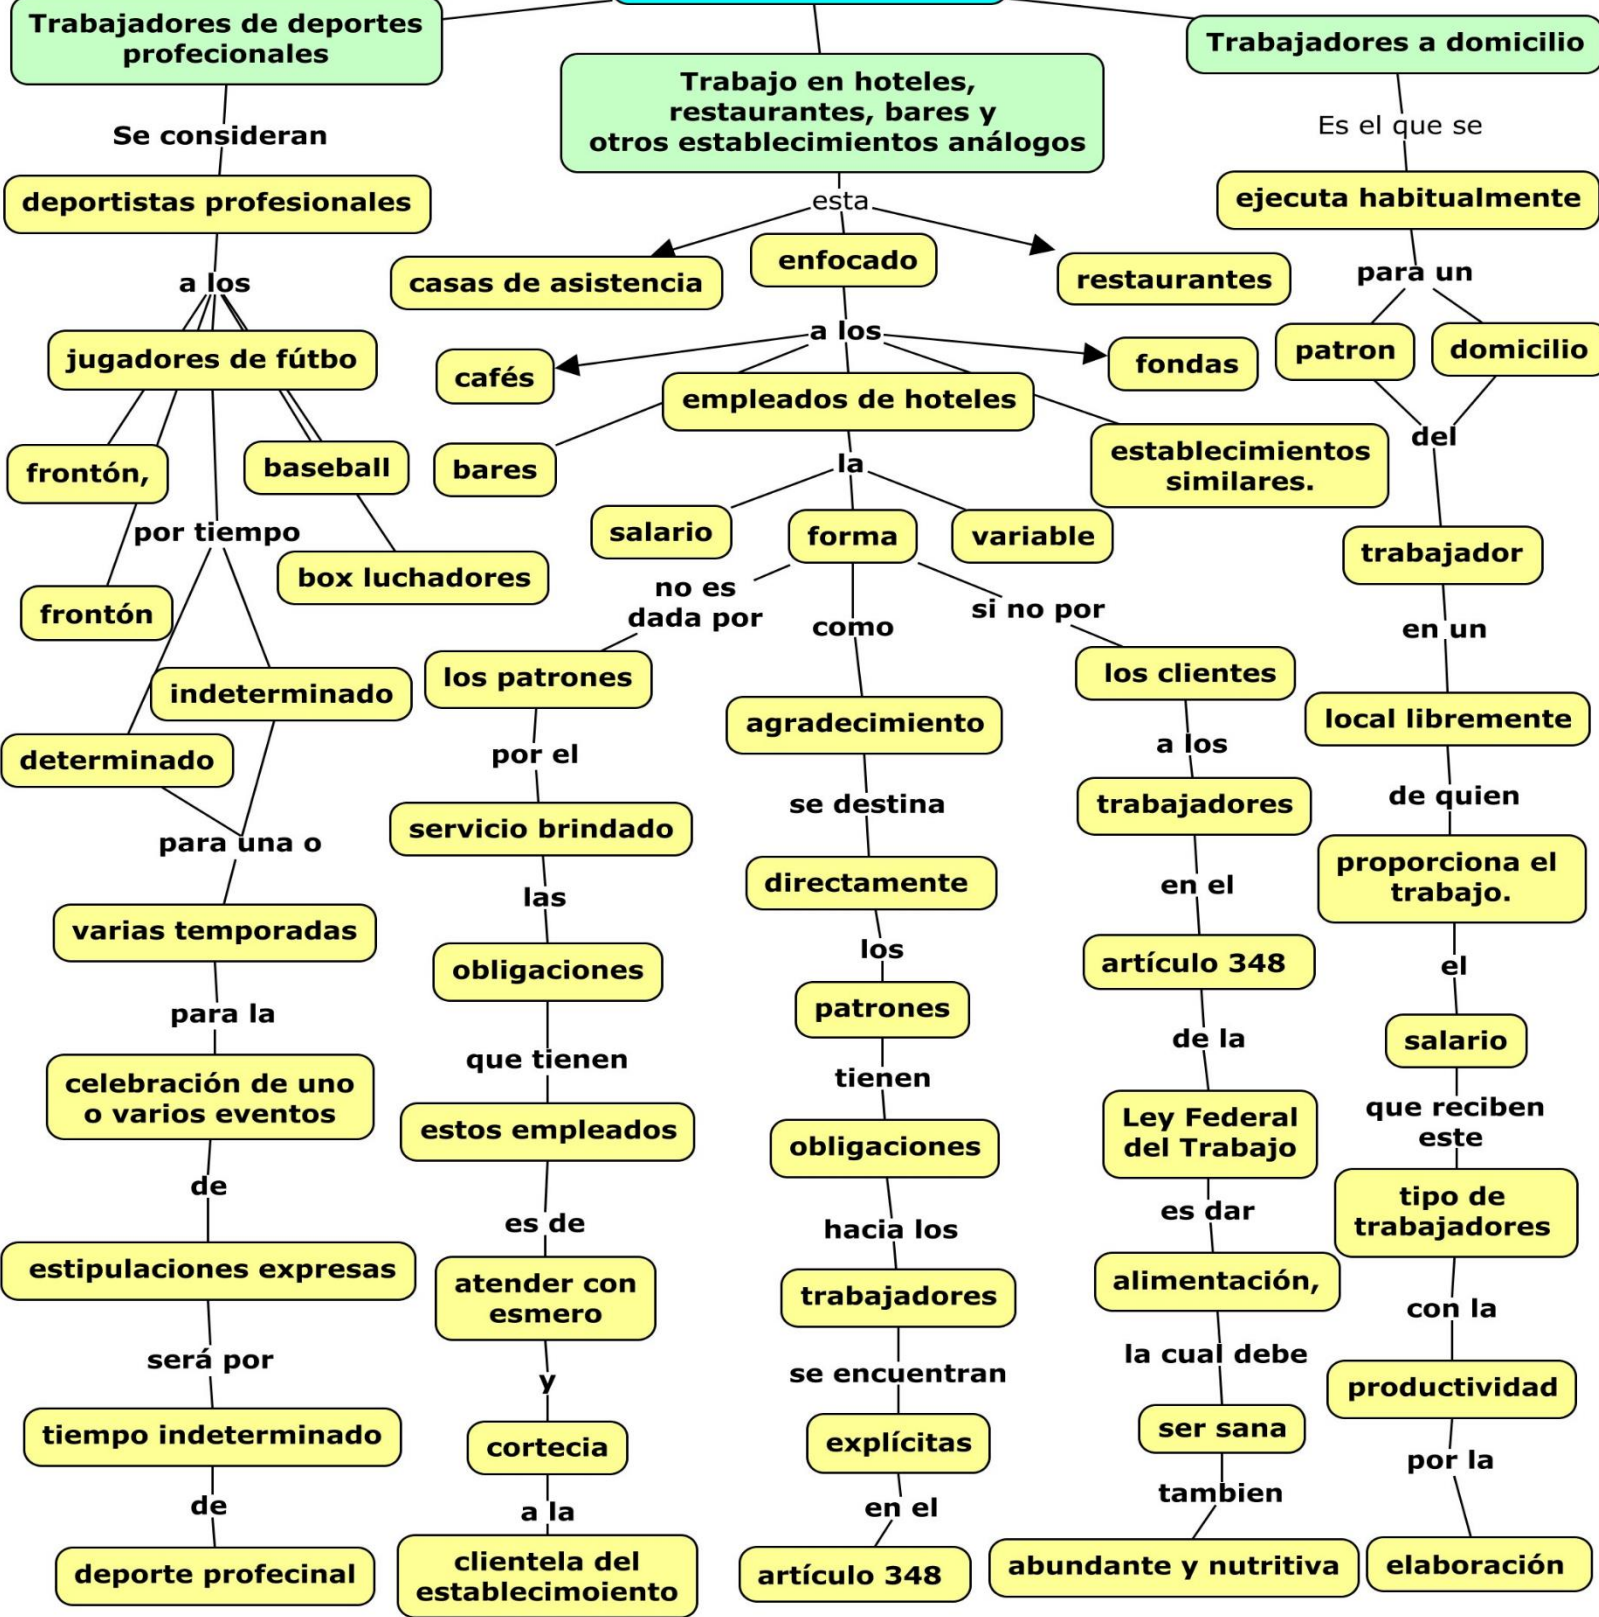 Trabajadores de deportes
profecionales
Se consideran
deportistas profesionales
a los
jugadores de fútbo
frontón,
baseball
por tiempo
box luchadores
frontón
indeterminado
determinado
para una o
varias temporadas
para la
celebración de uno
o varios eventos
de
estipulaciones expresas
será por
tiempo indeterminado
de
deporte profecinal
Trabajo en hoteles,
restaurantes, bares y
otros establecimientos análogos
esta
casas de asistencia
enfocado
restaurantes
a los
cafés
fondas
empleados de hoteles
bares
establecimientos
similares.
la
salario
forma
variable
no es
dada por
los patrones
por el
servicio brindado
las
obligaciones
que tienen
estos empleados
es de
atender con
esmero
y
cortecia
a la
clientela del
establecimoiento
como
agradecimiento
se destina
directamente
los
patrones
tienen
obligaciones
hacia los
trabajadores
se encuentran
explícitas
en el
artículo 348
si no por
los clientes
a los
trabajadores
en el
artículo 348
de la
Ley Federal
del Trabajo
es dar
alimentación,
la cual debe
ser sana
tambien
abundante y nutritiva
Trabajadores a domicilio
Es el que se
ejecuta habitualmente
para un
patron
domicilio
del
trabajador
en un
local libremente
de quien
proporciona el
trabajo.
el
salario
que reciben
este
tipo de
trabajadores
con la
productividad
por la
elaboración